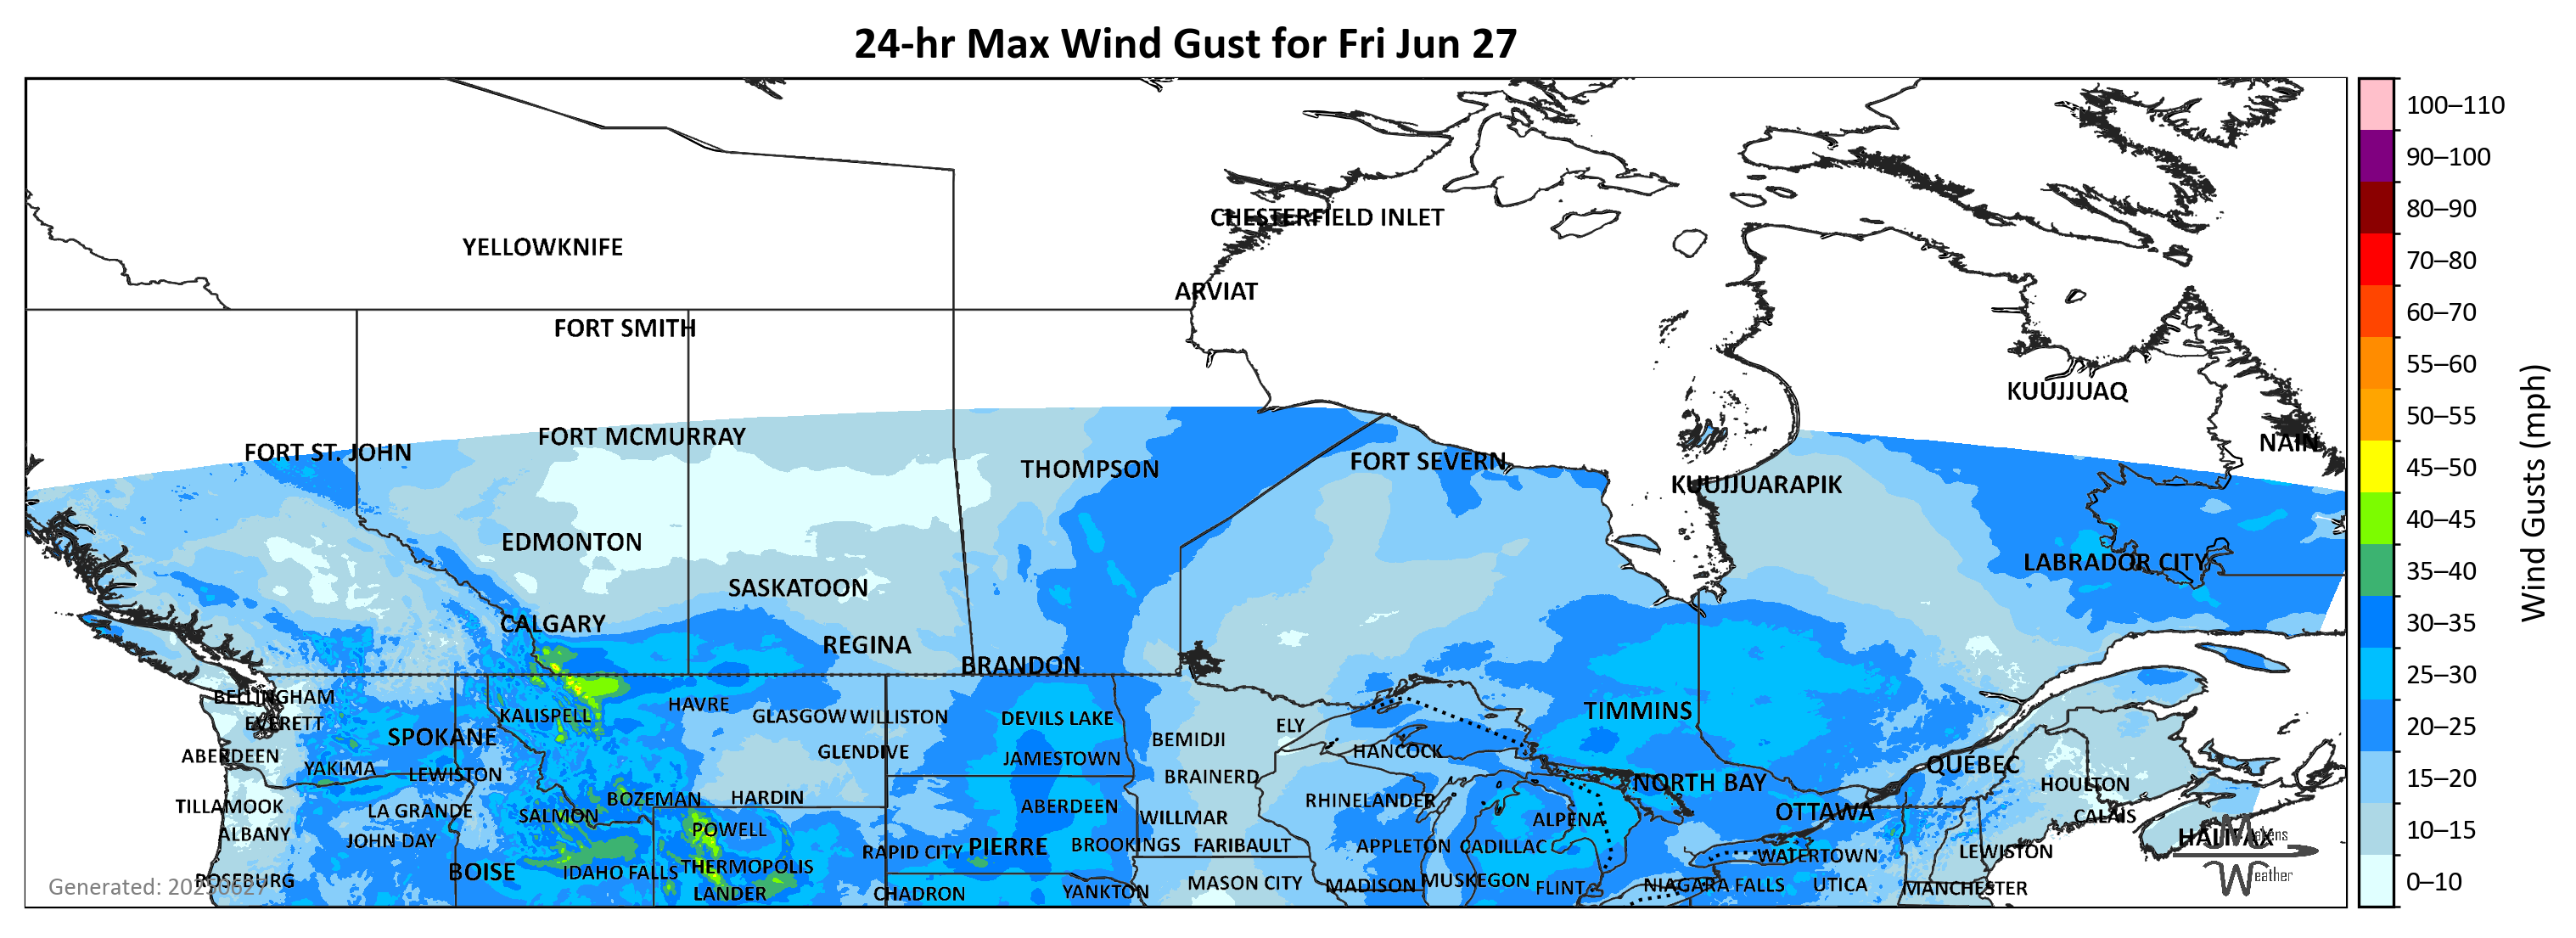 24-hr Max Wind Gust for Fri Jun 27
100–110
90–100
CHESTERFIELD INLET
80–90
YELLOWKNIFE
70–80
ARVIAT
60–70
FORT SMITH
55–60
KUUJJUAQ
50–55
FORT MCMURRAY
NAIN
FORT ST. JOHN
45–50
THOMPSON
FORT SEVERN
KUUJJUARAPIK
40–45
EDMONTON
LABRADOR CITY
35–40
SASKATOON
CALGARY
30–35
REGINA
BRANDON
25–30
BELLINGHAM
EVERETT
KALISPELL
HAVRE
GLASGOW
WILLISTON
DEVILS LAKE
TIMMINS
ELY
20–25
SPOKANE
GLENDIVE
BEMIDJI
HANCOCK
ABERDEEN
JAMESTOWN
QUÉBEC
YAKIMA
LEWISTON
BRAINERD
NORTH BAY
HOULTON
15–20
TILLAMOOK
LA GRANDE
BOZEMAN
HARDIN
ABERDEEN
RHINELANDER
SALMON
WILLMAR
ALPENA
OTTAWA
CALAIS
10–15
ALBANY
JOHN DAY
POWELL
RAPID CITY
PIERRE
BROOKINGS
FARIBAULT
APPLETON
CADILLAC
WATERTOWN
LEWISTON
HALIFAX
Makens
Weather
BOISE
IDAHO FALLS
THERMOPOLIS
ROSEBURG
LANDER
CHADRON
YANKTON
MASON CITY
MADISON
MUSKEGON
FLINT
NIAGARA FALLS
UTICA
MANCHESTER
0–10
Generated: 20250627
Wind Gusts (mph)